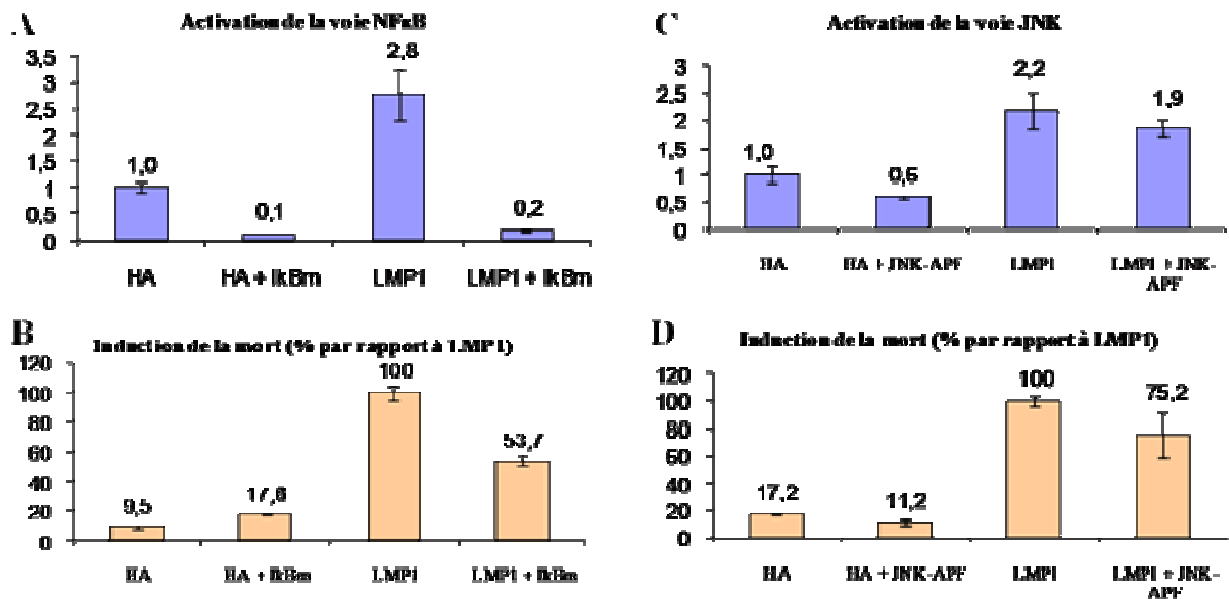 A
Activation de la voie NFκB
3,5
3
2,5
2
1,5
1
0,5
0
1,0
0,1
2,8
0,2
HA
HA + IkBm
LMP1
LMP1 + IkBm
B
Induction de la mort (% par rapport à LMP1)
120
100
80
60
40
20
0
9,5
17,8
100
53,7
HA
HA + IkBm
LMP1
LMP1 + IkBm
C
Activation de la voie JNK
3
2,5
2
1,5
1
0,5
0
1,0
0,6
2,2
1,9
HA
HA + JNK-APF
LMP1
LMP1 + JNK-
APF
D
Induction de la mort (% par rapport à LMP1)
120
100
80
60
40
20
0
17,2
11,2
100
75,2
HA
HA + JNK-APF
LMP1
LMP1 + JNK-
APF